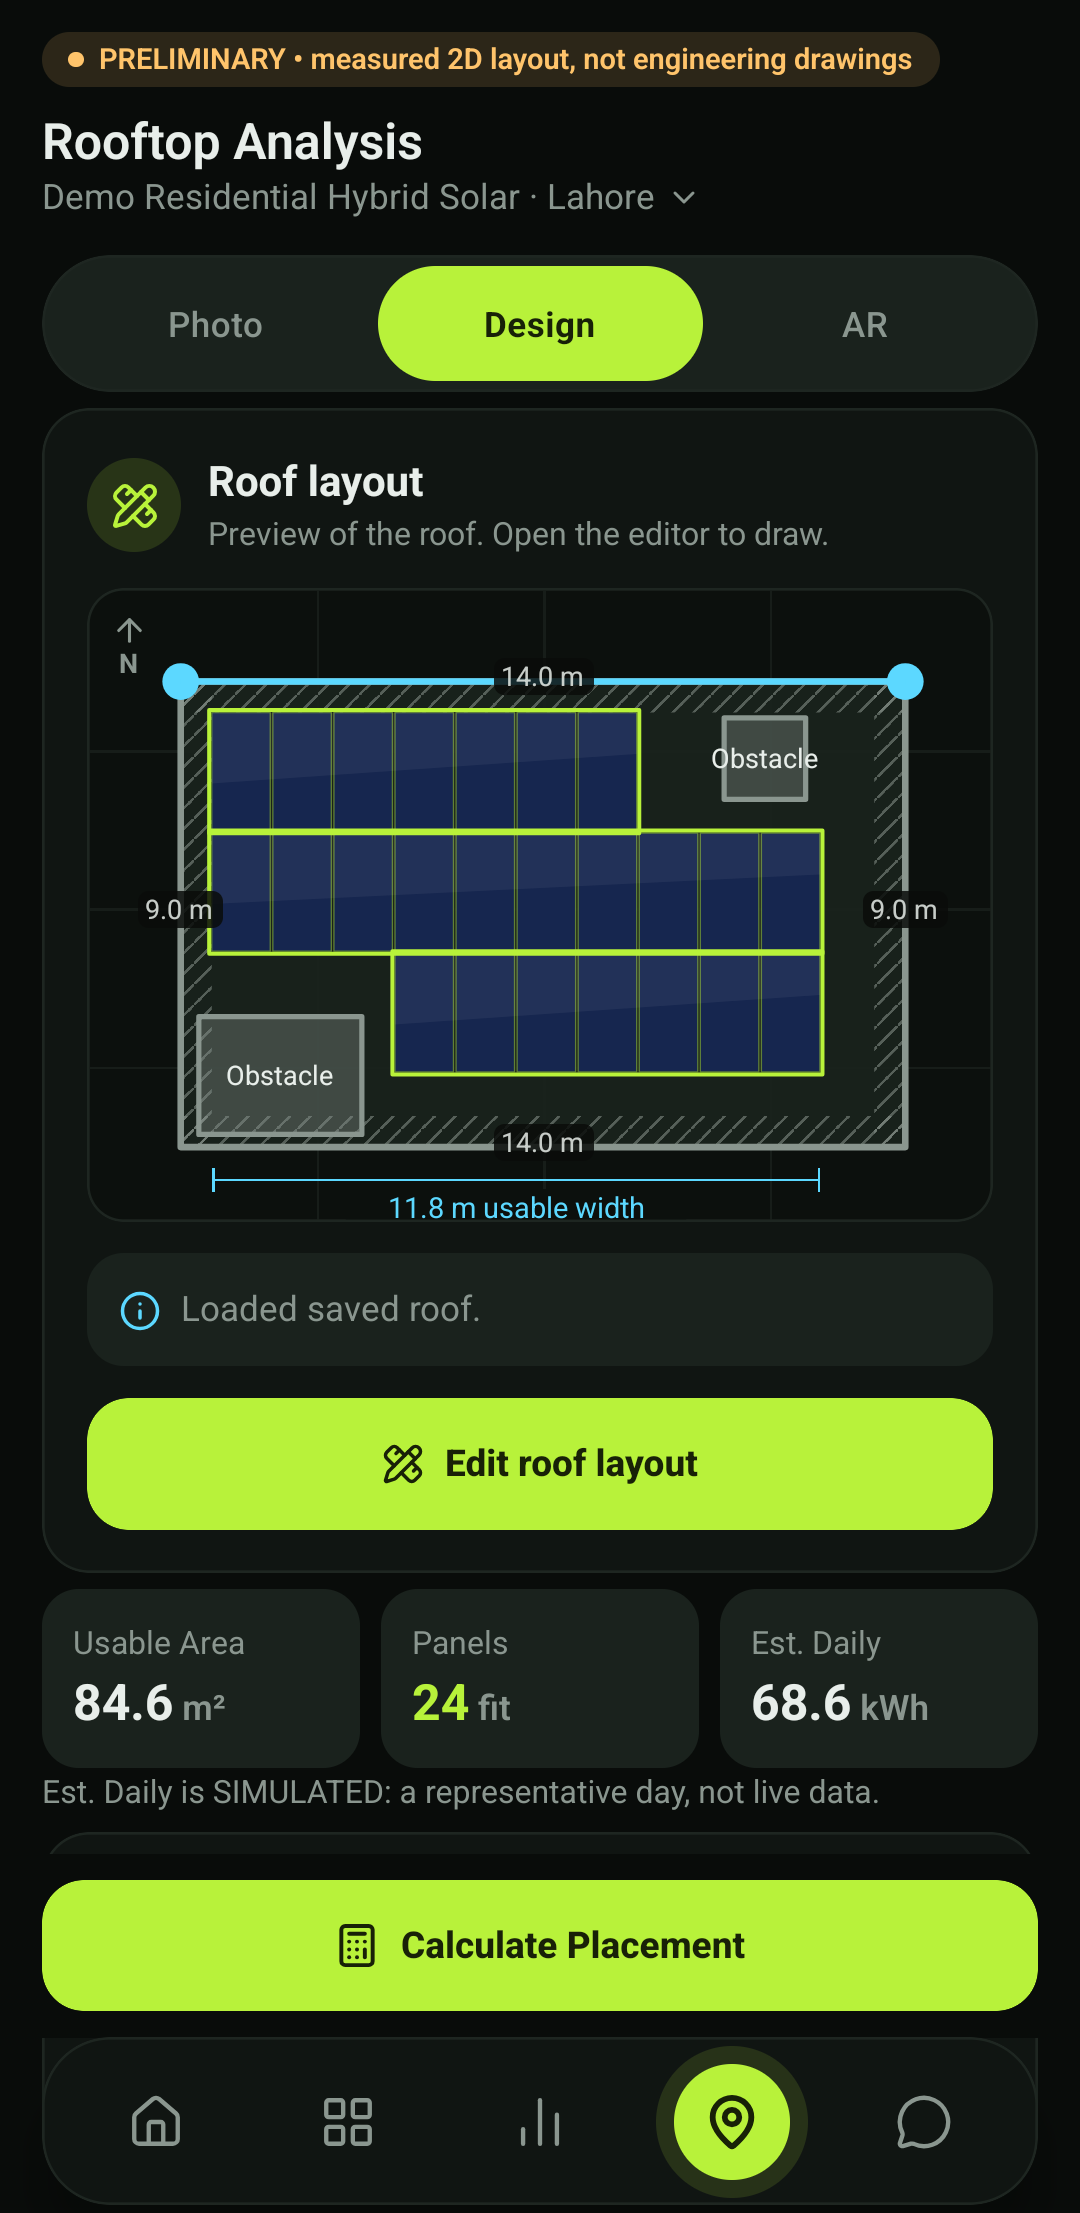 PRELIMINARY • measured 2D layout, not engineering drawings
Rooftop Analysis
Demo Residential Hybrid Solar · Lahore
Photo
Design
AR
Roof layout
Preview of the roof. Open the editor to draw.
N
14.0 m
Obstacle
9.0 m
9.0 m
Obstacle
14.0 m
11.8 m usable width
Loaded saved roof.
Edit roof layout
Usable Area
84.6 m²
Panels
24 fit
Est. Daily
68.6 kWh
Est. Daily is SIMULATED: a representative day, not live data.
Calculate Placement